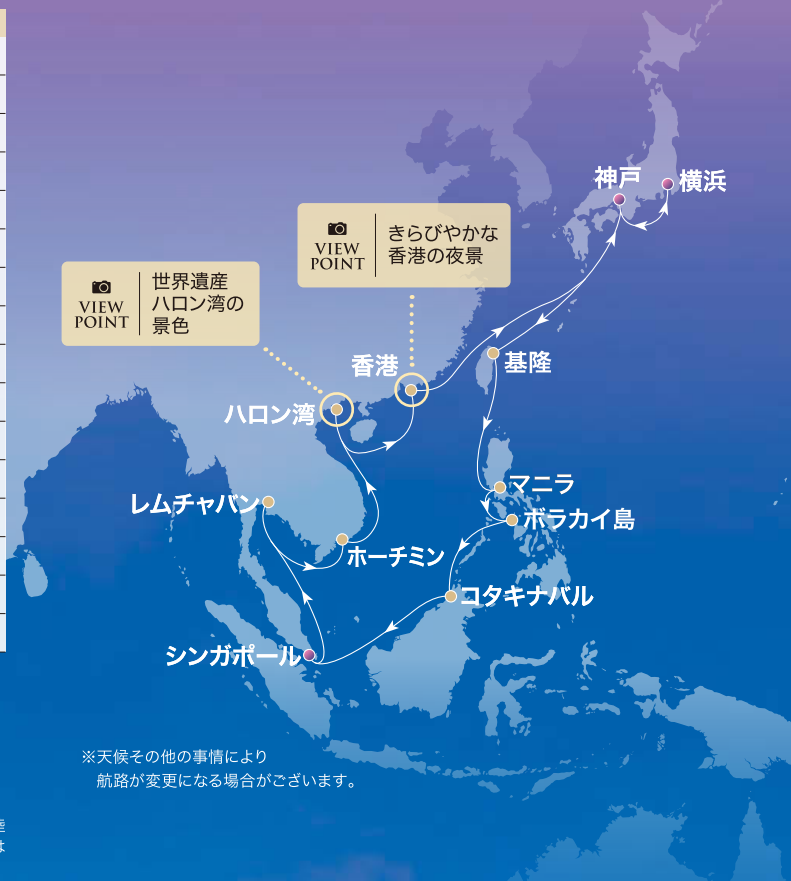 神戸
横浜
VIEW
POINT
きらびやかな
香港の夜景
VIEW
POINT
世界遺産
ハロン湾の
景色
香港
基隆
ハロン湾
マニラ
レムチャバン
ボラカイ島
ホーチミン
コタキナバル
シンガポール
※天候その他の事情により
航路が変更になる場合がございます。
は